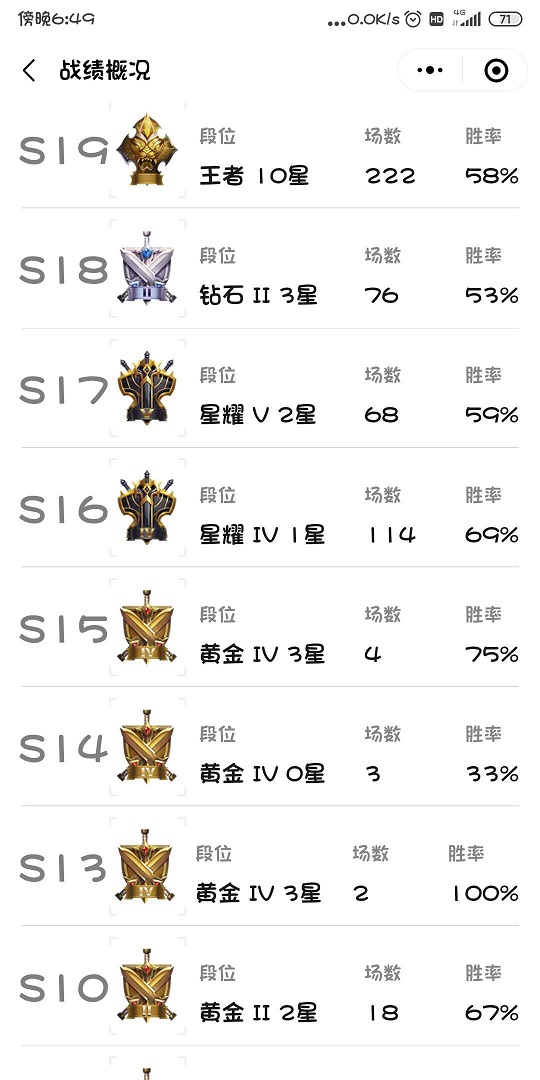 傍晚6:49 ...0.0K/s HD 4G 71
战绩概况
S19 段位 场数 胜率
王者 10星 222 58%
S18 段位 场数 胜率
钻石 II 3星 76 53%
II
S17 段位 场数 胜率
星耀 V 2星 68 59%
S16 段位 场数 胜率
星耀 IV 1星 114 69%
S15 段位 场数 胜率
黄金 IV 3星 4 75%
IV
S14 段位 场数 胜率
黄金 IV 0星 3 33%
IV
S13 段位 场数 胜率
黄金 IV 3星 2 100%
IV
S10 段位 场数 胜率
黄金 II 2星 18 67%
II